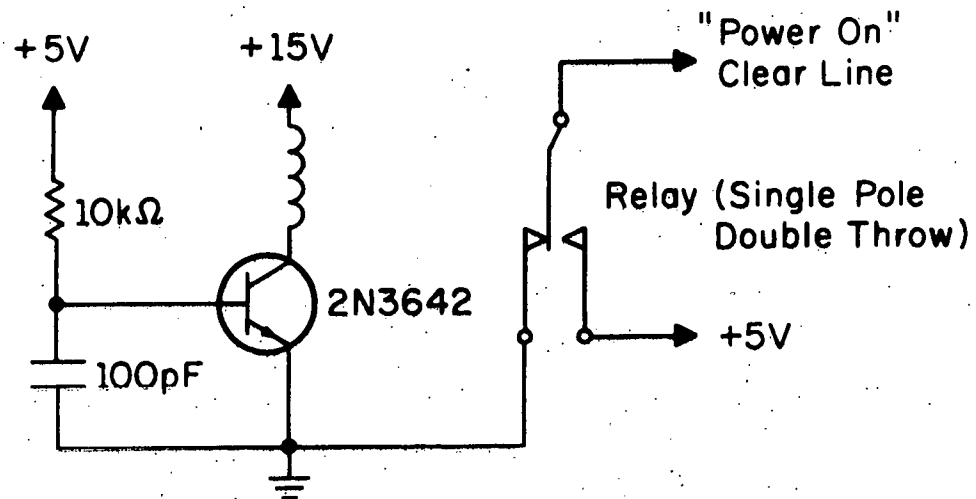 +5V
+15V
"Power On"
Clear Line
10kΩ
Relay (Single Pole
Double Throw)
2N3642
+5V
100pF